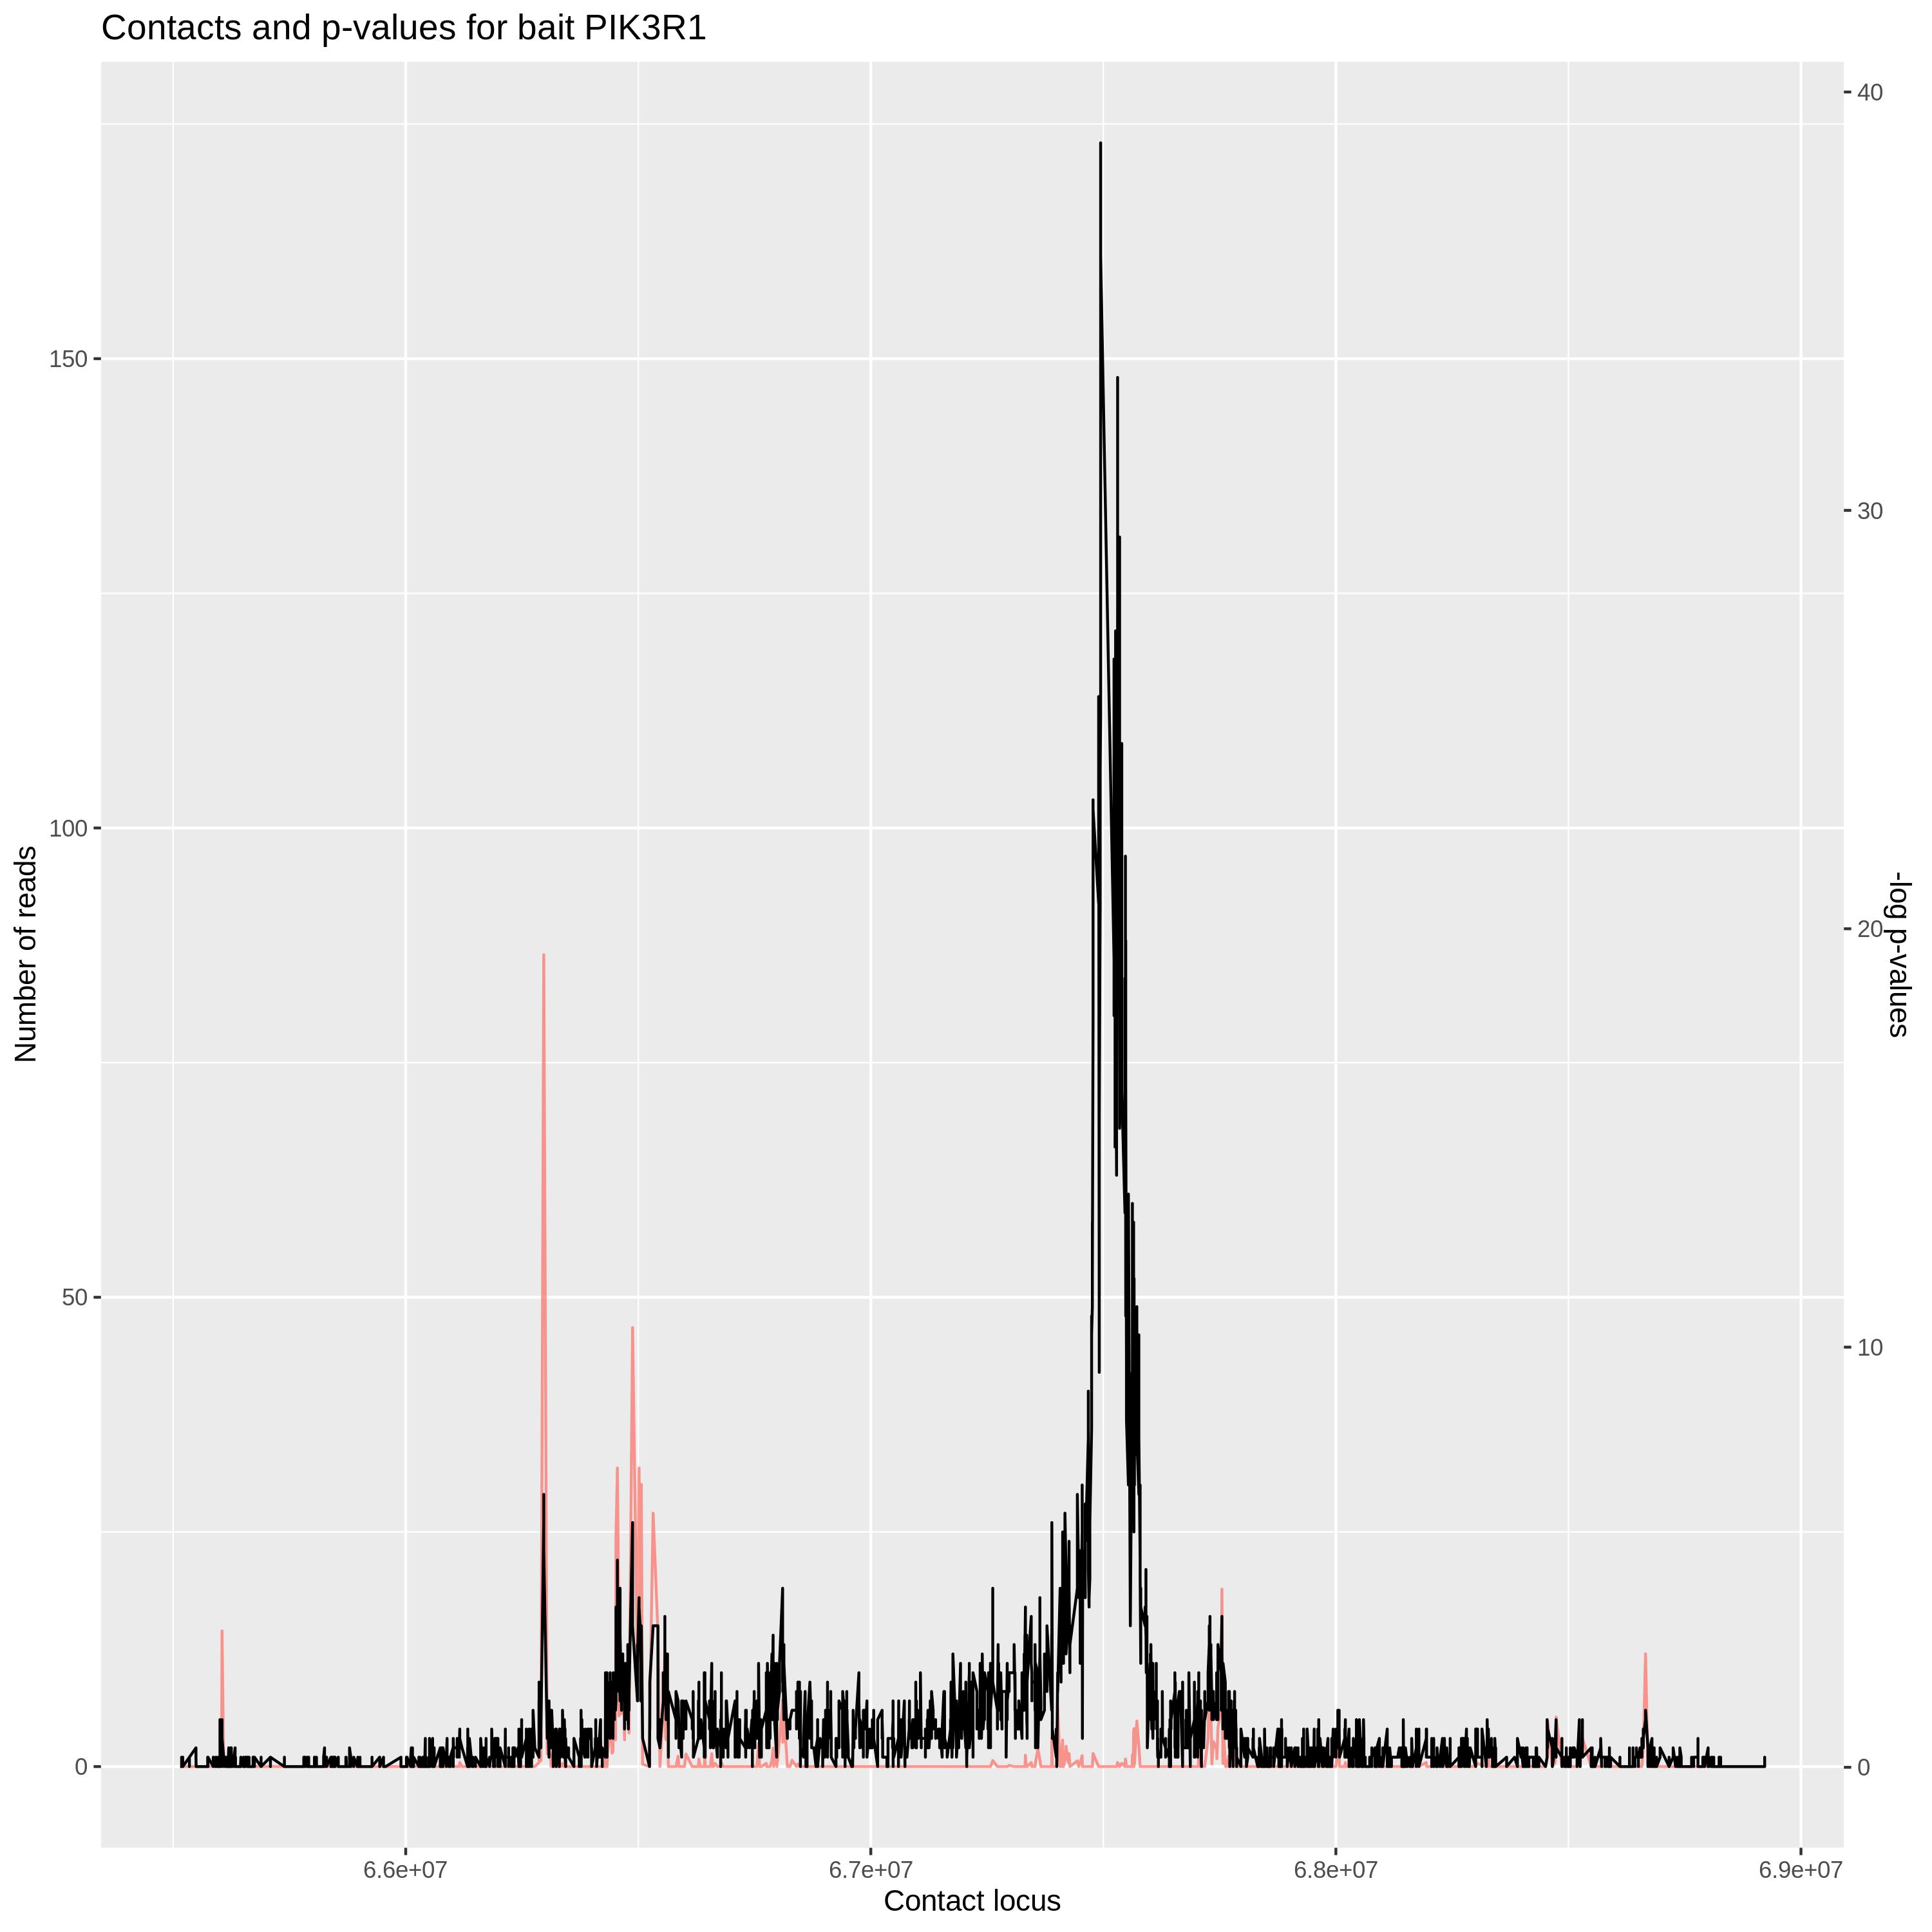 Contacts and p-values for bait PIK3R1
150
100
50
0
Number of reads
40
30
20
10
0
-log p-values
6.6e+07
6.7e+07
6.8e+07
6.9e+07
Contact locus